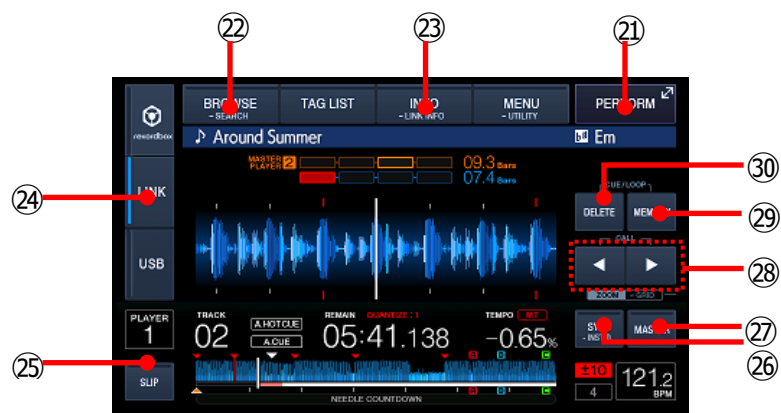 ㉒ ㉓ ㉑
BROWSE TAG LIST INFO MENU PERFORM
-SEARCH -LINK INFO -UTILITY
rekordbox
♪ Around Summer Em
MASTER PLAYER 2 09.3 Bars
07.4 Bars
㉚
CUE/LOOP
㉔ LINK DELETE MEMORY ㉙
CALL
USB ㉘
ZOOM -GRID
PLAYER TRACK REMAIN QUANTIZE : 1 TEMPO MT
1 02 A.HOTCUE 05:41.138 -0.65% SYNC MASTER ㉗
A.CUE -INST.D.
㉖
A D C
㉕ SLIP ±10 121.2
4 BPM
NEEDLE COUNTDOWN